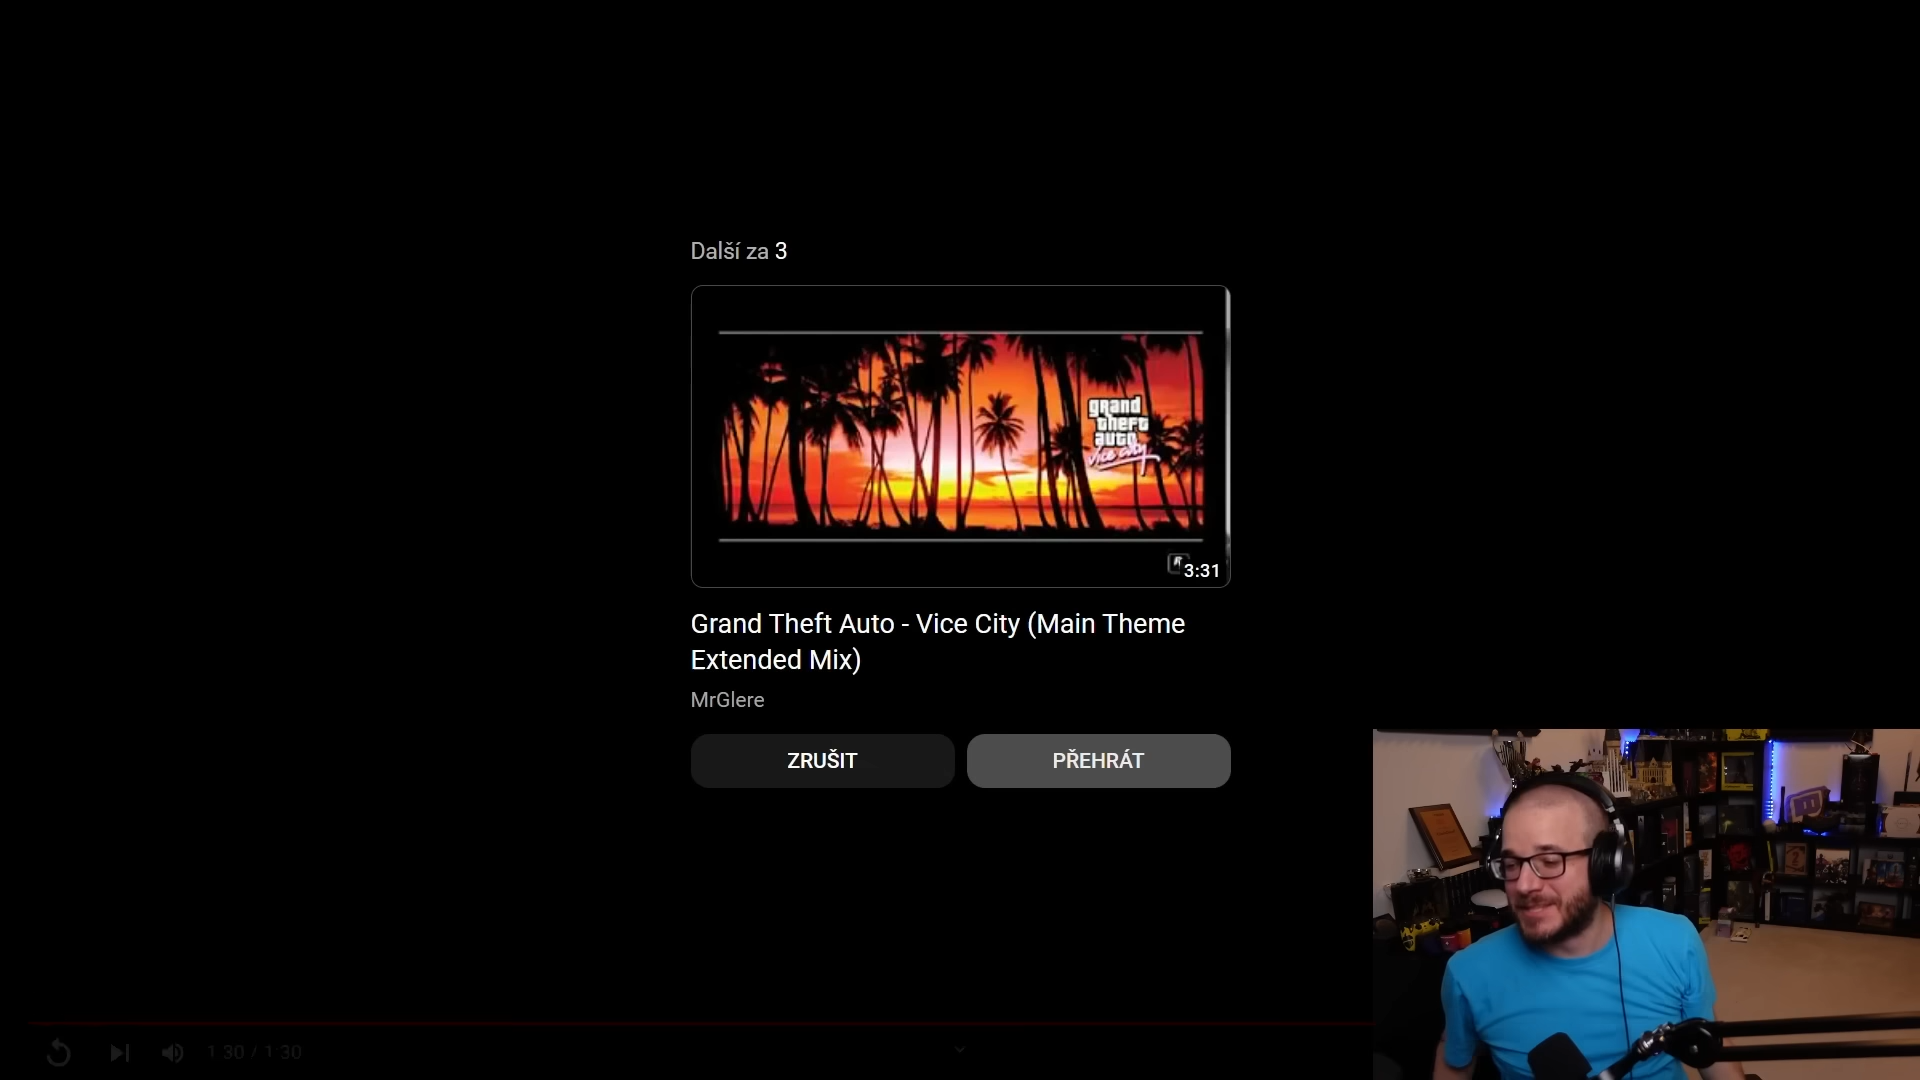 Další za 3
grand
theft
auto
vice city
3:31
Grand Theft Auto - Vice City (Main Theme
Extended Mix)
MrGlere
ZRUŠIT
PŘEHRÁT
1:30 / 1:30